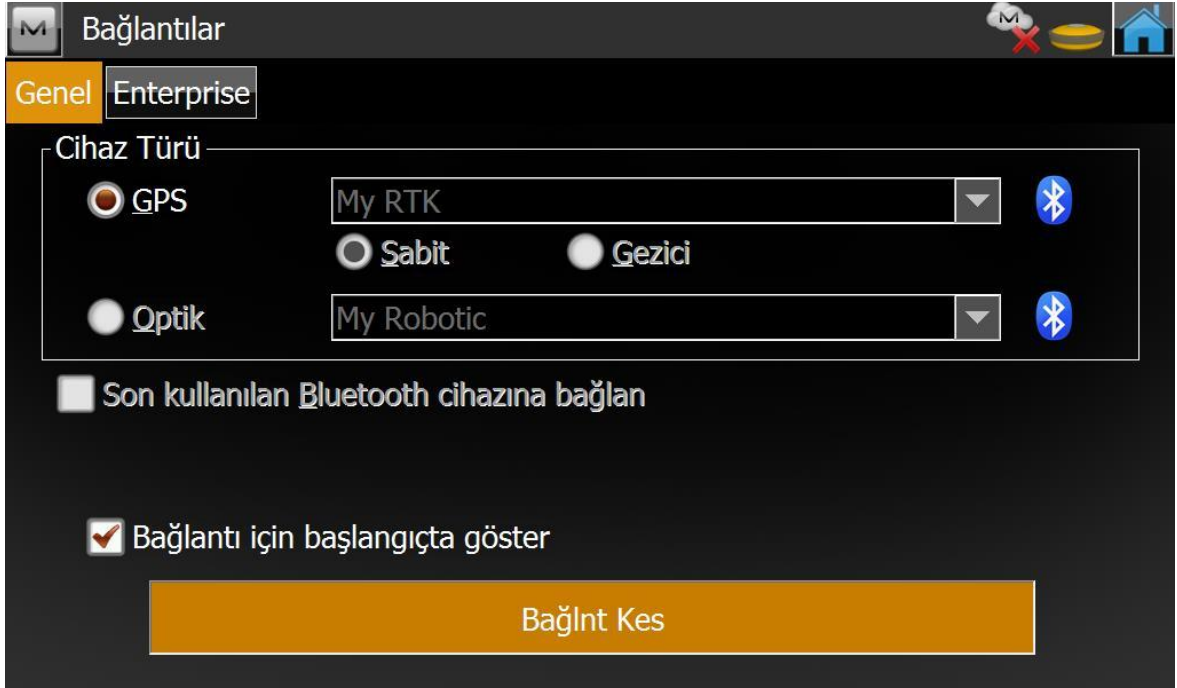 Bağlantılar
Genel Enterprise
Cihaz Türü
GPS My RTK
Sabit Gezici
Optik My Robotic
Son kullanılan Bluetooth cihazına bağlan
Bağlantı için başlangıçta göster
Bağlnt Kes